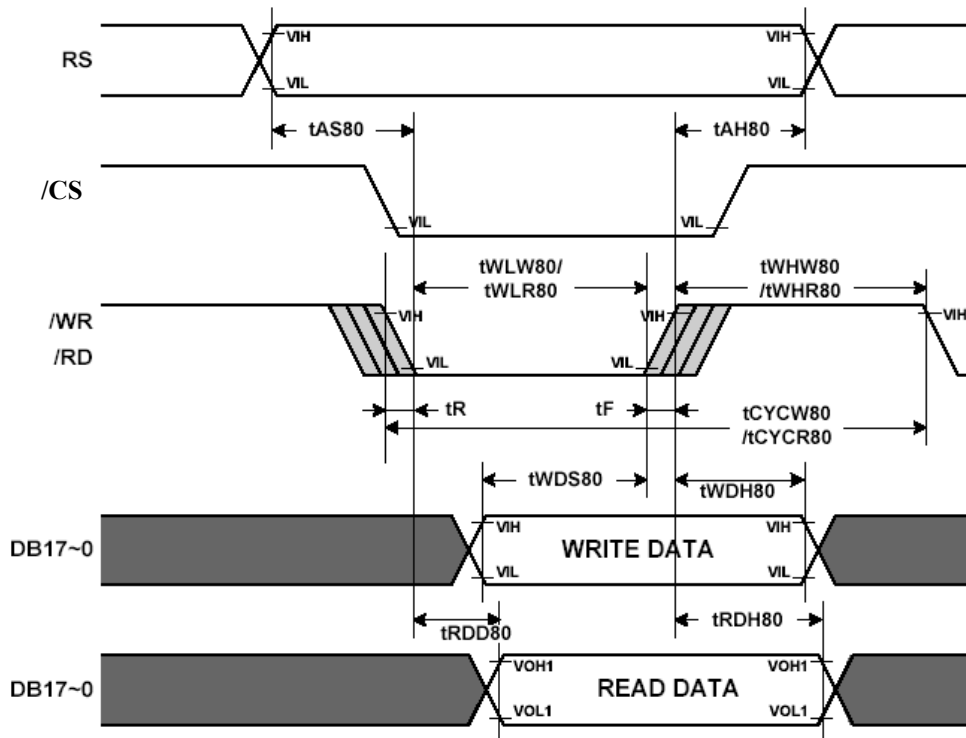 RS
VIH
VIH
VIL
VIL
tAS80
tAH80
/CS
VIL
VIL
tWLW80/
tWLR80
tWHW80
/tWHR80
/WR
/RD
VIH
VIH
VIH
VIL
VIL
tR
tF
tCYCW80
/tCYCR80
tWDS80
tWDH80
DB17~0
VIH
WRITE DATA
VIH
VIL
VIL
tRDD80
tRDH80
DB17~0
VOH1
READ DATA
VOH1
VOL1
VOL1